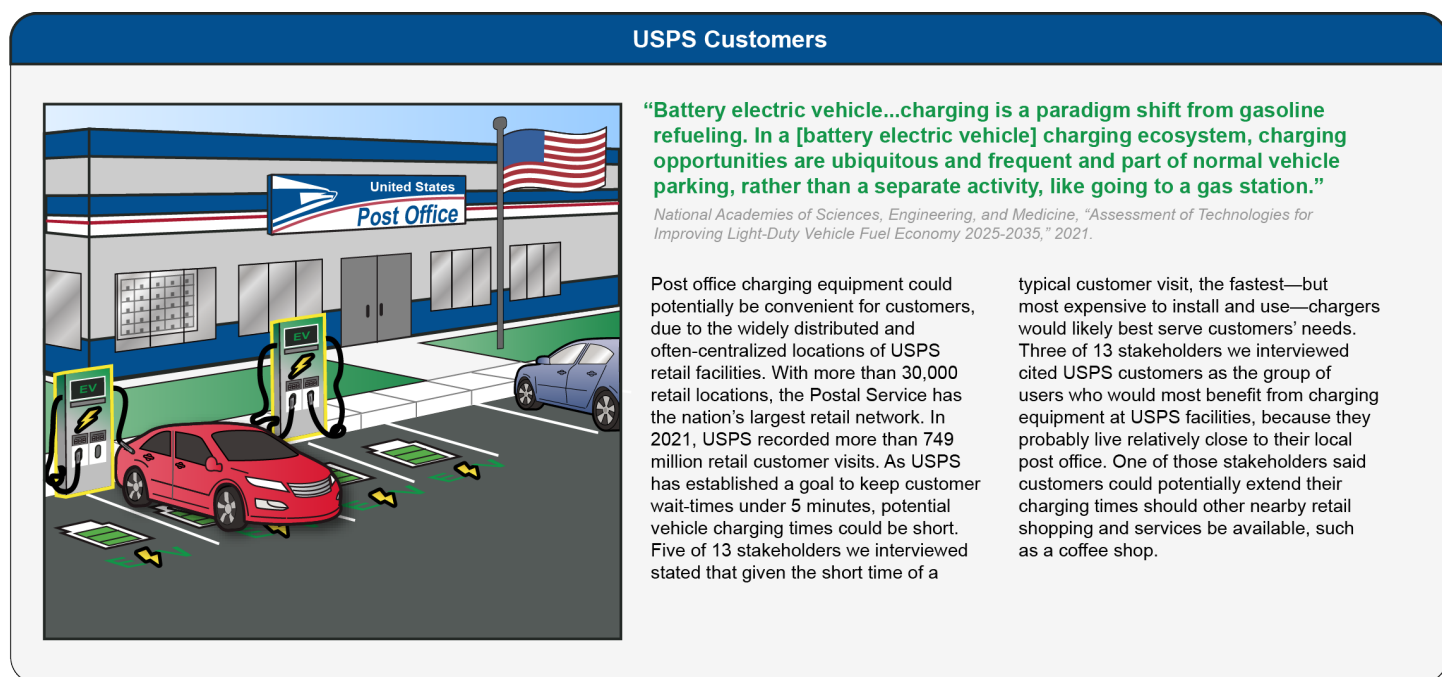 USPS Customers
United States
Post Office
EV
EV
EV
EV
EV
EV
“Battery electric vehicle...charging is a paradigm shift from gasoline
refueling. In a [battery electric vehicle] charging ecosystem, charging
opportunities are ubiquitous and frequent and part of normal vehicle
parking, rather than a separate activity, like going to a gas station.”
National Academies of Sciences, Engineering, and Medicine, “Assessment of Technologies for
Improving Light-Duty Vehicle Fuel Economy 2025-2035,” 2021.
Post office charging equipment could
potentially be convenient for customers,
due to the widely distributed and
often-centralized locations of USPS
retail facilities. With more than 30,000
retail locations, the Postal Service has
the nation’s largest retail network. In
2021, USPS recorded more than 749
million retail customer visits. As USPS
has established a goal to keep customer
wait-times under 5 minutes, potential
vehicle charging times could be short.
Five of 13 stakeholders we interviewed
stated that given the short time of a
typical customer visit, the fastest—but
most expensive to install and use—chargers
would likely best serve customers’ needs.
Three of 13 stakeholders we interviewed
cited USPS customers as the group of
users who would most benefit from charging
equipment at USPS facilities, because they
probably live relatively close to their local
post office. One of those stakeholders said
customers could potentially extend their
charging times should other nearby retail
shopping and services be available, such
as a coffee shop.